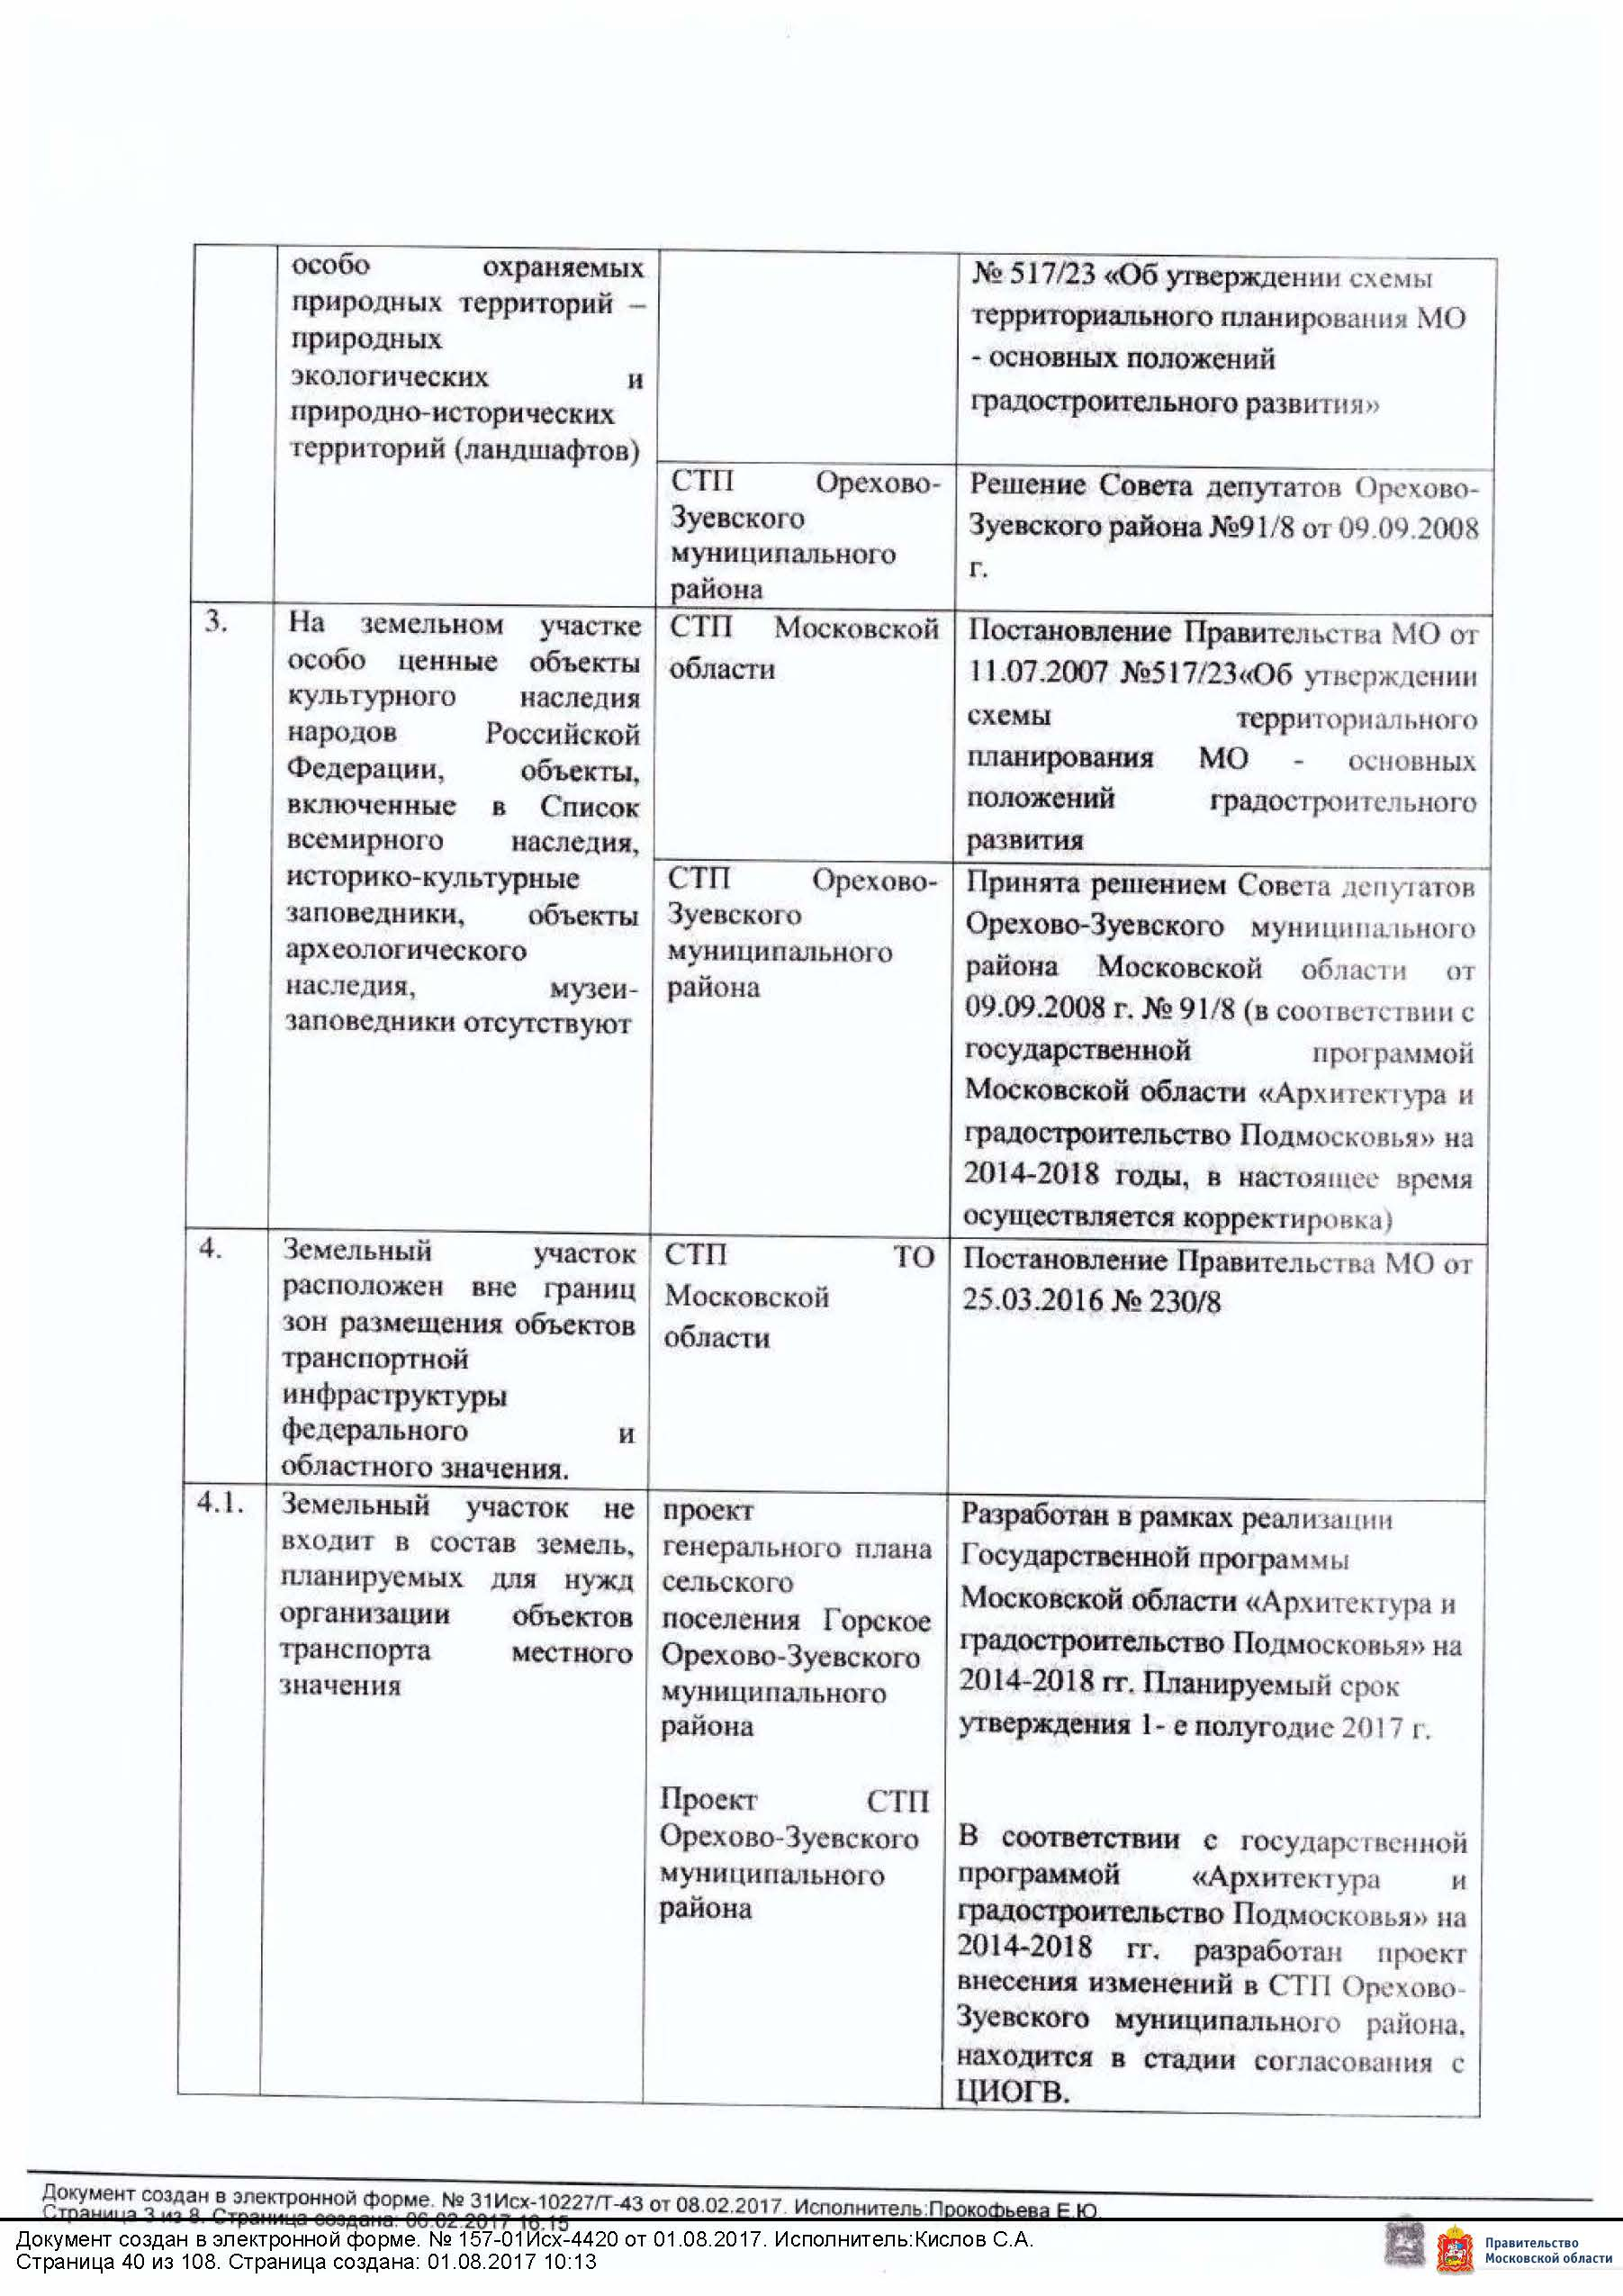 особо охраняемых
природных территорий –
природных
экологических и
природно-исторических
территорий (ландшафтов)
№ 517/23 «Об утверждении схемы
территориального планирования МО
- основных положений
градостроительного развития»
СТП Орехово-
Зуевского
муниципального
района
Решение Совета депутатов Орехово-
Зуевского района №91/8 от 09.09.2008
г.
3.
На земельном участке
особо ценные объекты
культурного наследия
народов Российской
Федерации, объекты,
включенные в Список
всемирного наследия,
историко-культурные
заповедники, объекты
археологического
наследия, музеи-
заповедники отсутствуют
СТП Московской
области
Постановление Правительства МО от
11.07.2007 №517/23«Об утверждении
схемы территориального
планирования МО - основных
положений градостроительного
развития
СТП Орехово-
Зуевского
муниципального
района
Принята решением Совета депутатов
Орехово-Зуевского муниципального
района Московской области от
09.09.2008 г. № 91/8 (в соответствии с
государственной программой
Московской области «Архитектура и
градостроительство Подмосковья» на
2014-2018 годы, в настоящее время
осуществляется корректировка)
4.
Земельный участок
расположен вне границ
зон размещения объектов
транспортной
инфраструктуры
федерального и
областного значения.
СТП ТО
Московской
области
Постановление Правительства МО от
25.03.2016 № 230/8
4.1.
Земельный участок не
входит в состав земель,
планируемых для нужд
организации объектов
транспорта местного
значения
проект
генерального плана
сельского
поселения Горское
Орехово-Зуевского
муниципального
района
Проект СТП
Орехово-Зуевского
муниципального
района
Разработан в рамках реализации
Государственной программы
Московской области «Архитектура и
градостроительство Подмосковья» на
2014-2018 гг. Планируемый срок
утверждения 1- е полугодие 2017 г.
В соответствии с государственной
программой «Архитектура и
градостроительство Подмосковья» на
2014-2018 гг. разработан проект
внесения изменений в СТП Орехово-
Зуевского муниципального района,
находится в стадии согласования с
ЦИОГВ.
Документ создан в электронной форме. № 31Исх-10227/Т-43 от 08.02.2017. Исполнитель:Прокофьева Е.Ю.
Страница 3 из 8. Страница создана: 06.02.2017 16:15
Документ создан в электронной форме. № 157-01Исх-4420 от 01.08.2017. Исполнитель:Кислов С.А.
Страница 40 из 108. Страница создана: 01.08.2017 10:13
Правительство
Московской области